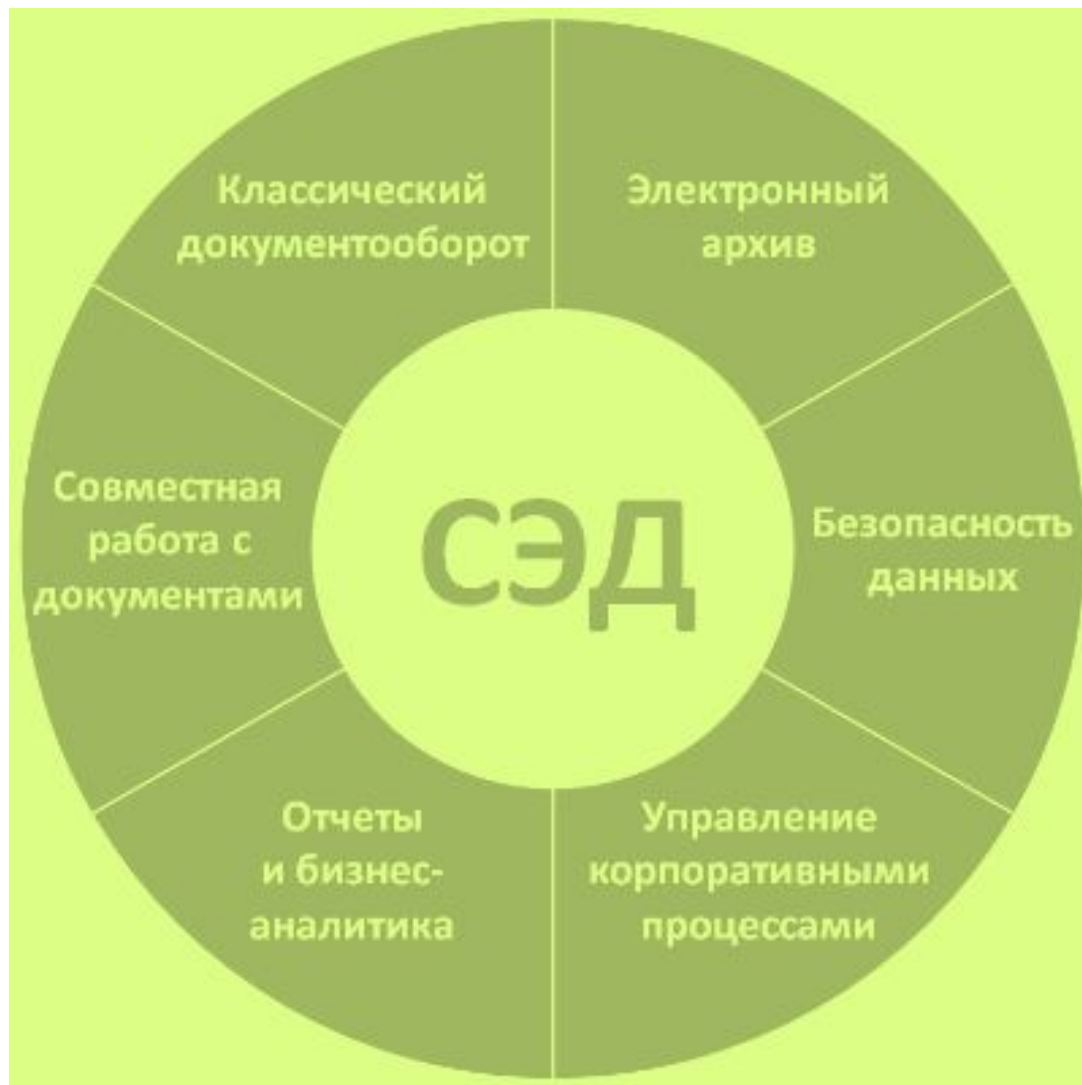 Классический
документооборот
Электронный
архив
Совместная
работа с
документами
СЭД
Безопасность
данных
Отчеты
и бизнес-
аналитика
Управление
корпоративными
процессами